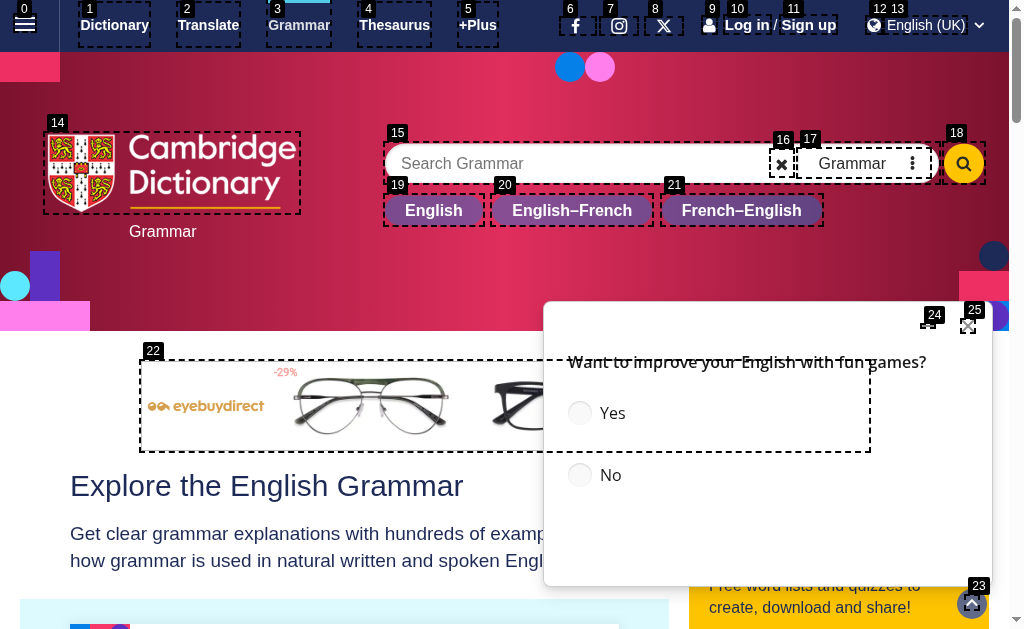 0 1 2 3 4 5 6 7 8 9 10 11 12 13
Dictionary Translate Grammar Thesaurus +Plus Log in / Sign up English (UK)
14
Cambridge
Dictionary
Grammar
15 16 17 18
Search Grammar Grammar
19 20 21
English English–French French–English
22
-29%
eyebuydirect
24 25
Want to improve your English with fun games?
Yes
No
Explore the English Grammar
Get clear grammar explanations with hundreds of
how grammar is used in natural written and spoken
Free word lists and quizzes to
create, download and share!
23